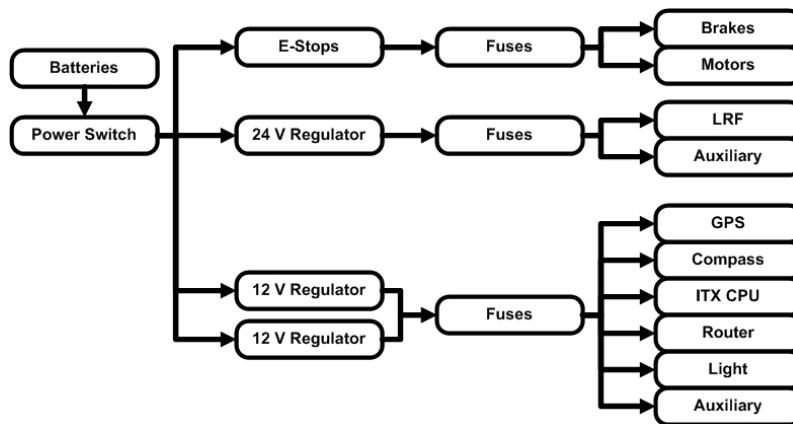 Batteries
Power Switch
E-Stops
Fuses
Brakes
Motors
24 V Regulator
Fuses
LRF
Auxiliary
12 V Regulator
12 V Regulator
Fuses
GPS
Compass
ITX CPU
Router
Light
Auxiliary